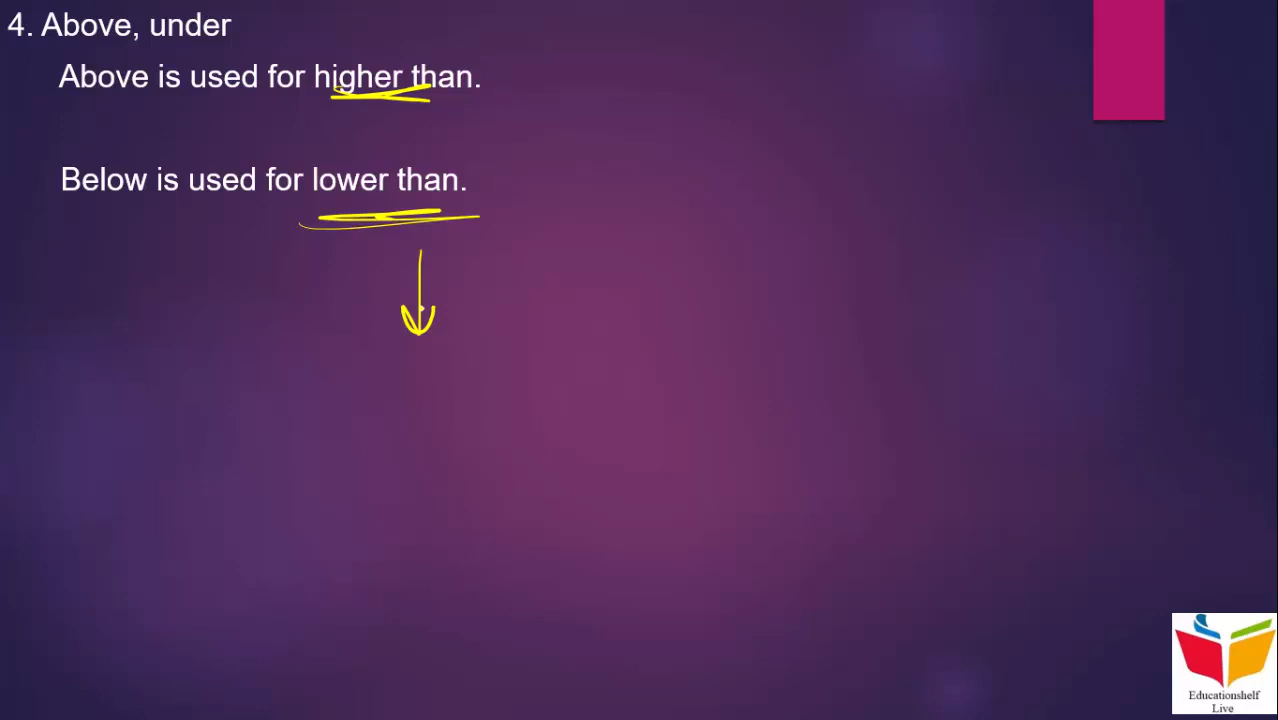 4. Above, under
Above is used for higher than.
Below is used for lower than.
Educationshelf
Live